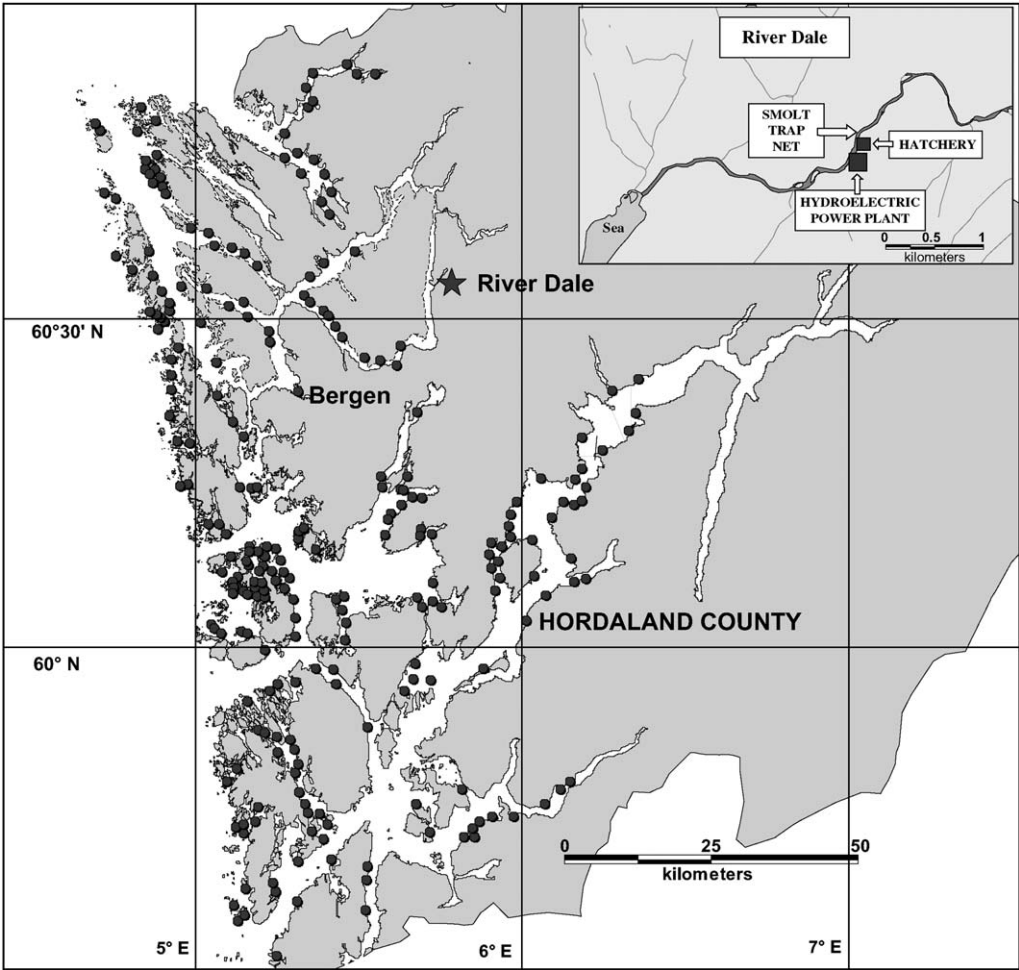 River Dale
SMOLT
TRAP
NET
HATCHERY
HYDROELECTRIC
POWER PLANT
Sea
0 0.5 1
kilometers
River Dale
60°30' N
Bergen
HORDALAND COUNTY
60° N
0 25 50
kilometers
5° E
6° E
7° E